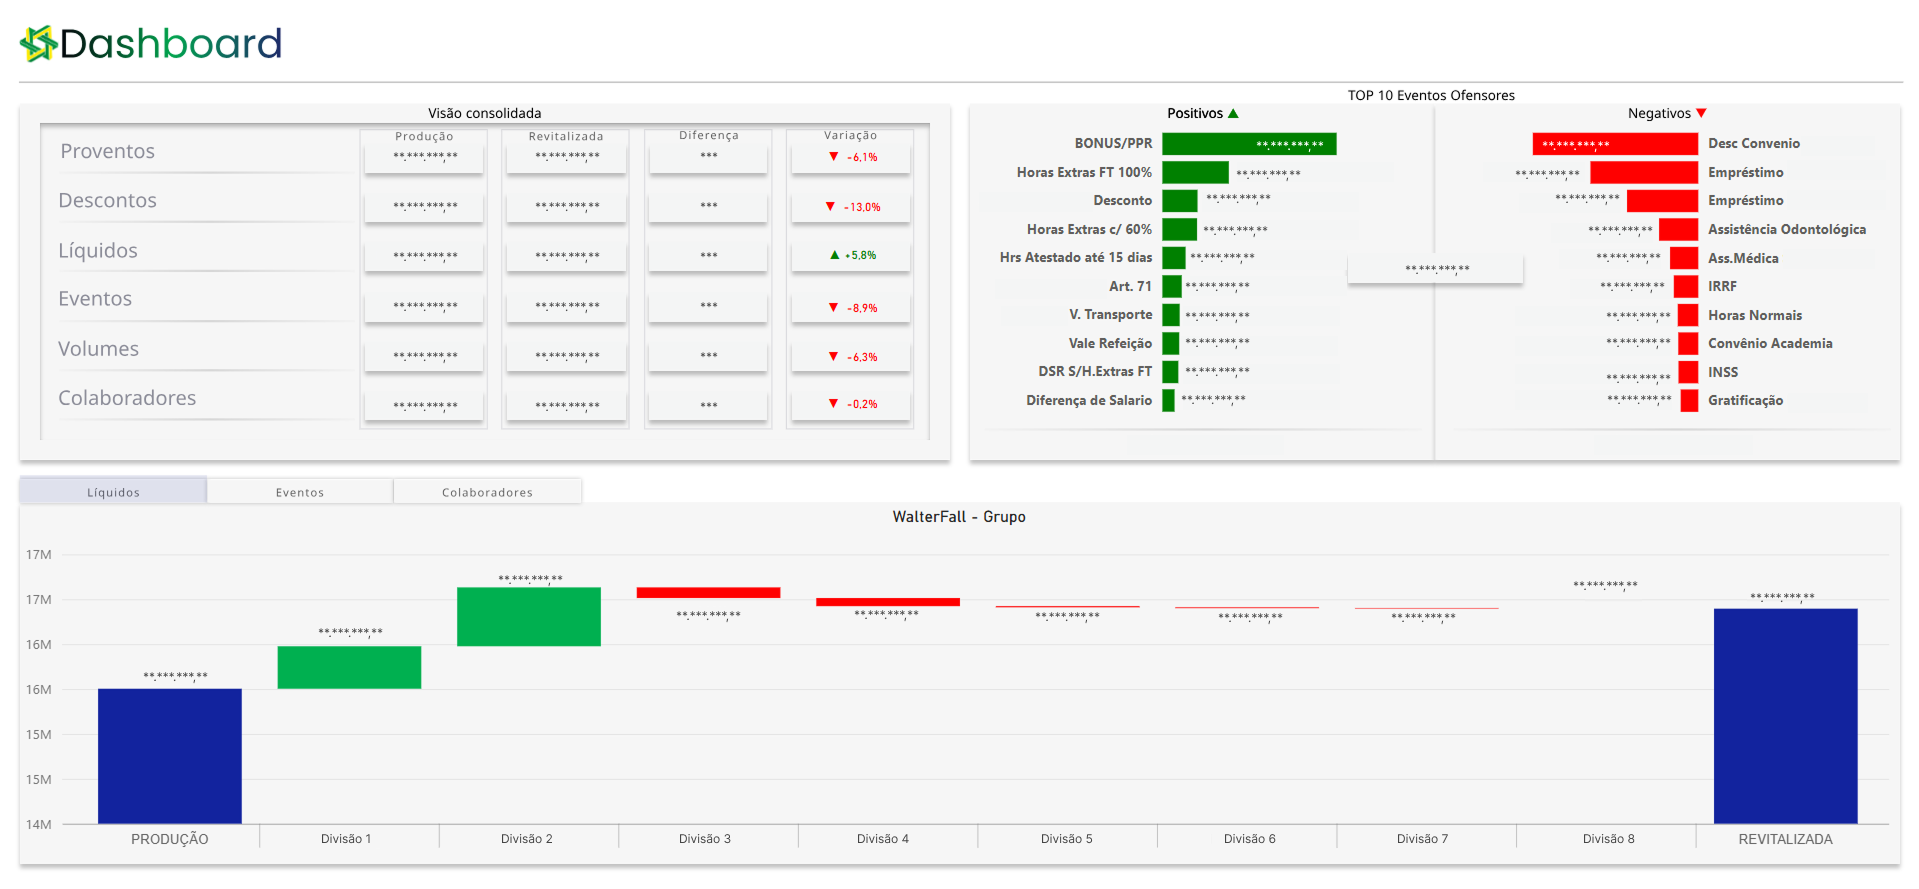 Dashboard
Visão consolidada
Produção Revitalizada Diferença Variação
Proventos **.***.***,** **.***.***,** *** ▼ -6,1%
Descontos **.***.***,** **.***.***,** *** ▼ -13,0%
Líquidos **.***.***,** **.***.***,** *** ▲ +5,8%
Eventos **.***.***,** **.***.***,** *** ▼ -8,9%
Volumes **.***.***,** **.***.***,** *** ▼ -6,3%
Colaboradores **.***.***,** **.***.***,** *** ▼ -0,2%
TOP 10 Eventos Ofensores
Positivos ▲
BONUS/PPR **.***.***,**
Horas Extras FT 100% **.***.***,**
Desconto **.***.***,**
Horas Extras c/ 60% **.***.***,**
Hrs Atestado até 15 dias **.***.***,**
Art. 71 **.***.***,**
V. Transporte **.***.***,**
Vale Refeição **.***.***,**
DSR S/H.Extras FT **.***.***,**
Diferença de Salario **.***.***,**
**.***.***,**
Negativos ▼
**.***.***,** Desc Convenio
**.***.***,** Empréstimo
**.***.***,** Empréstimo
**.***.***,** Assistência Odontológica
**.***.***,** Ass.Médica
**.***.***,** IRRF
**.***.***,** Horas Normais
**.***.***,** Convênio Academia
**.***.***,** INSS
**.***.***,** Gratificação
Líquidos Eventos Colaboradores
WalterFall - Grupo
17M
17M
16M
16M
15M
15M
14M
**.***.***,** **.***.***,** **.***.***,** **.***.***,** **.***.***,** **.***.***,** **.***.***,** **.***.***,** **.***.***,** **.***.***,**
PRODUÇÃO Divisão 1 Divisão 2 Divisão 3 Divisão 4 Divisão 5 Divisão 6 Divisão 7 Divisão 8 REVITALIZADA